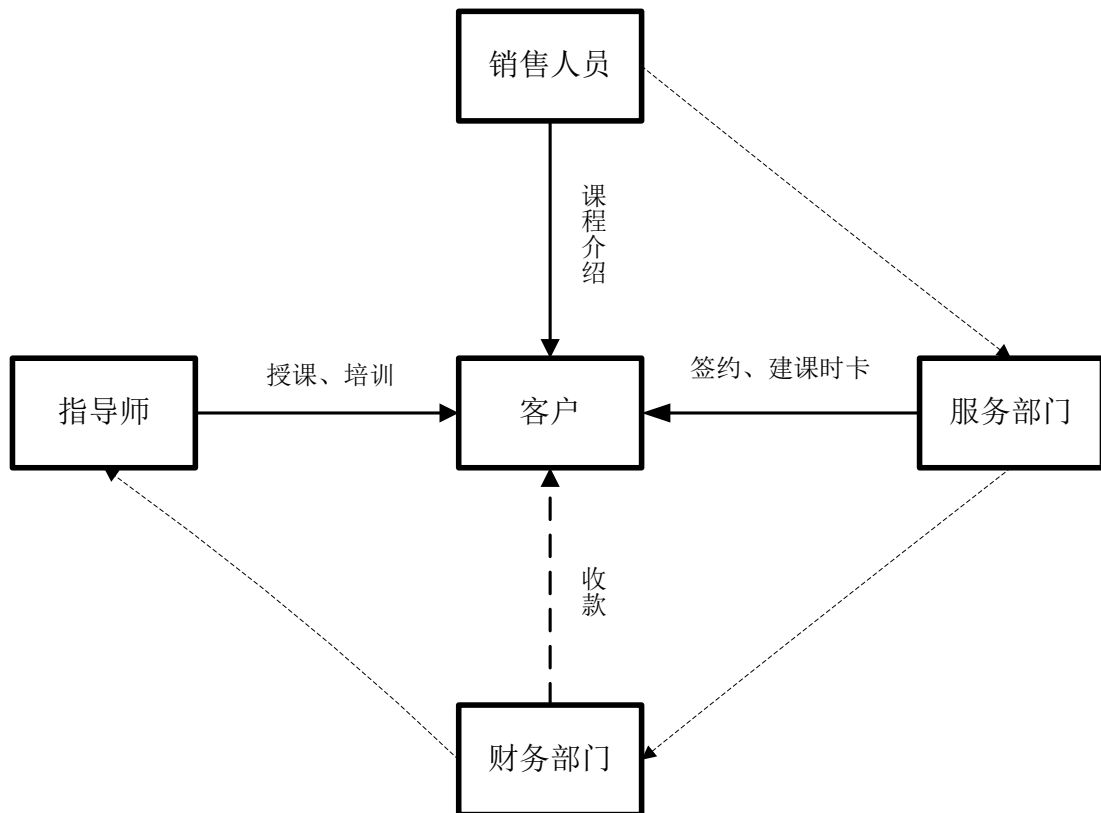 销售人员
课程介绍
授课、培训
签约、建课时卡
指导师
客户
服务部门
收款
财务部门